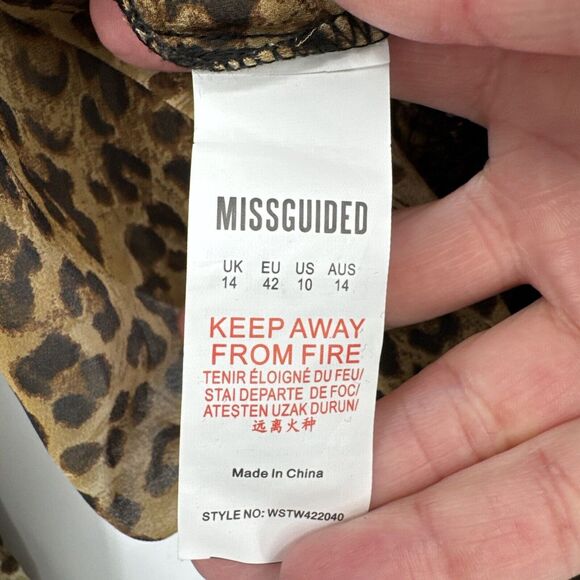 MISSGUIDED
UK EU US AUS
14 42 10 14
KEEP AWAY
FROM FIRE
TENIR ÉLOIGNÉ DU FEU/
STAI DEPARTE DE FOC/
ATEŞTEN UZAK DURUN/
远离火种
Made In China
STYLE NO: WSTW422040